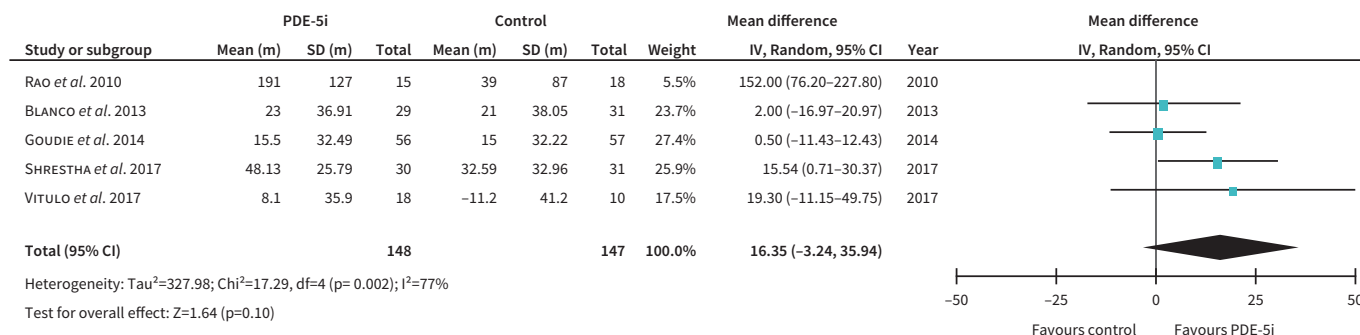 PDE-5i Control Mean difference Mean difference
Study or subgroup Mean (m) SD (m) Total Mean (m) SD (m) Total Weight IV, Random, 95% CI Year IV, Random, 95% CI
Rao et al. 2010 191 127 15 39 87 18 5.5% 152.00 (76.20–227.80) 2010
Blanco et al. 2013 23 36.91 29 21 38.05 31 23.7% 2.00 (–16.97–20.97) 2013
Goudie et al. 2014 15.5 32.49 56 15 32.22 57 27.4% 0.50 (–11.43–12.43) 2014
Shrestha et al. 2017 48.13 25.79 30 32.59 32.96 31 25.9% 15.54 (0.71–30.37) 2017
Vitulo et al. 2017 8.1 35.9 18 –11.2 41.2 10 17.5% 19.30 (–11.15–49.75) 2017
Total (95% CI) 148 147 100.0% 16.35 (–3.24, 35.94)
Heterogeneity: Tau²=327.98; Chi²=17.29, df=4 (p= 0.002); I²=77%
Test for overall effect: Z=1.64 (p=0.10)
–50 –25 0 25 50
Favours control Favours PDE-5i